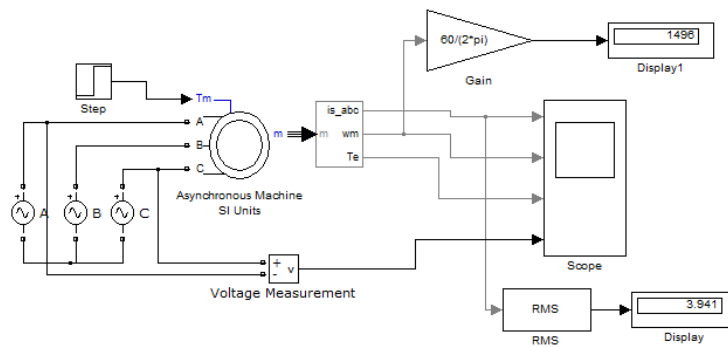 60/(2*pi)
Gain
1496
Display1
Step
Tm
A
B
C
m
Asynchronous Machine
SI Units
m
is_abc
wm
Te
Scope
+
A
+
B
+
C
+
-
v
Voltage Measurement
RMS
RMS
3.941
Display